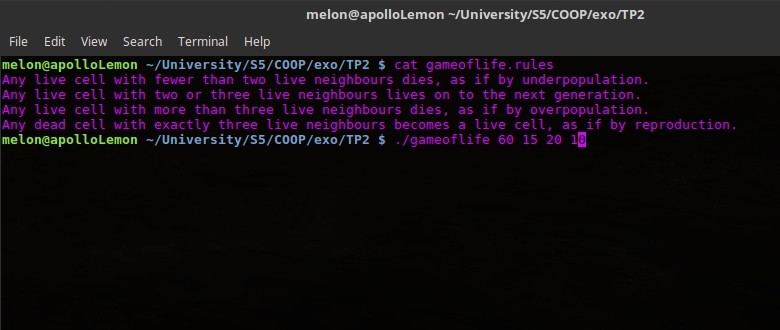 melon@apolloLemon ~/University/S5/COOP/exo/TP2
File Edit View Search Terminal Help
melon@apolloLemon ~/University/S5/COOP/exo/TP2 $ cat gameoflife.rules
Any live cell with fewer than two live neighbours dies, as if by underpopulation.
Any live cell with two or three live neighbours lives on to the next generation.
Any live cell with more than three live neighbours dies, as if by overpopulation.
Any dead cell with exactly three live neighbours becomes a live cell, as if by reproduction.
melon@apolloLemon ~/University/S5/COOP/exo/TP2 $ ./gameoflife 60 15 20 10